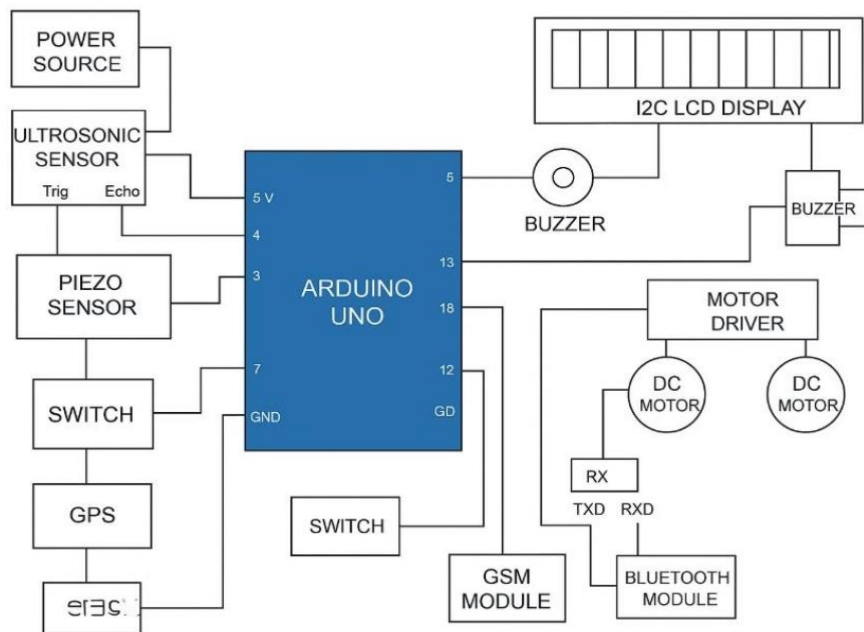 POWER
SOURCE
ULTROSONIC
SENSOR
Trig Echo
PIEZO
SENSOR
SWITCH
GPS
5 V
4
3
7
GND
ARDUINO
UNO
5
13
18
12
GD
I2C LCD DISPLAY
BUZZER
BUZZER
MOTOR
DRIVER
DC
MOTOR
DC
MOTOR
RX
TXD RXD
BLUETOOTH
MODULE
SWITCH
GSM
MODULE